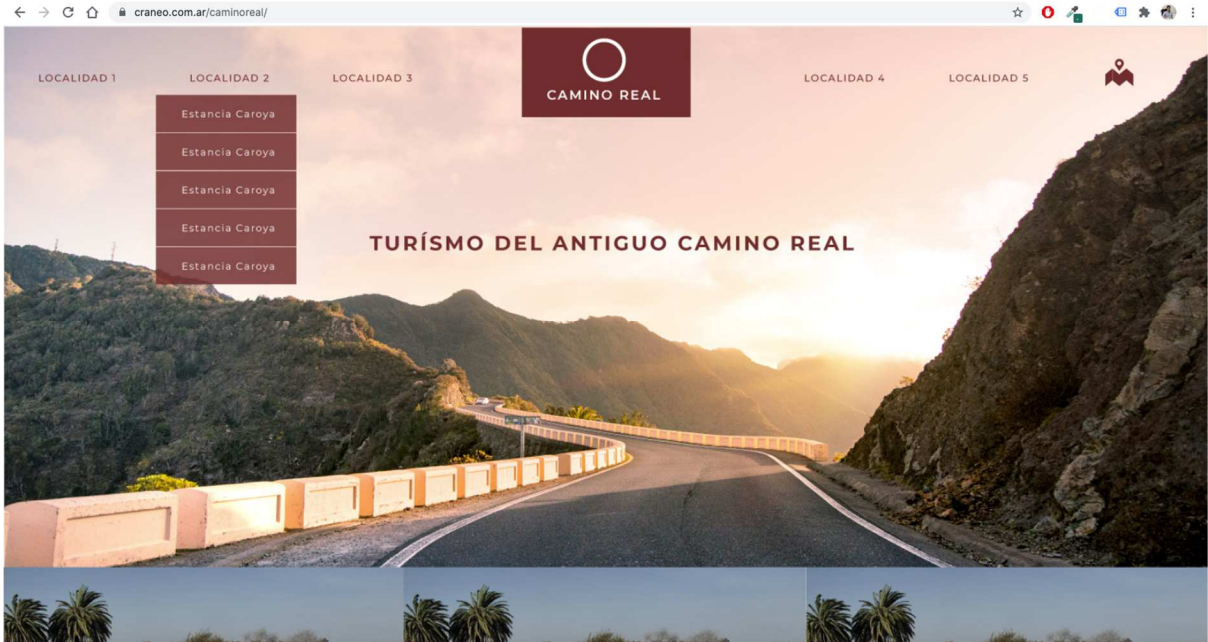 craneo.com.ar/caminoreal/
LOCALIDAD 1
LOCALIDAD 2
LOCALIDAD 3
CAMINO REAL
LOCALIDAD 4
LOCALIDAD 5
Estancia Caroya
Estancia Caroya
Estancia Caroya
Estancia Caroya
Estancia Caroya
TURÍSMO DEL ANTIGUO CAMINO REAL